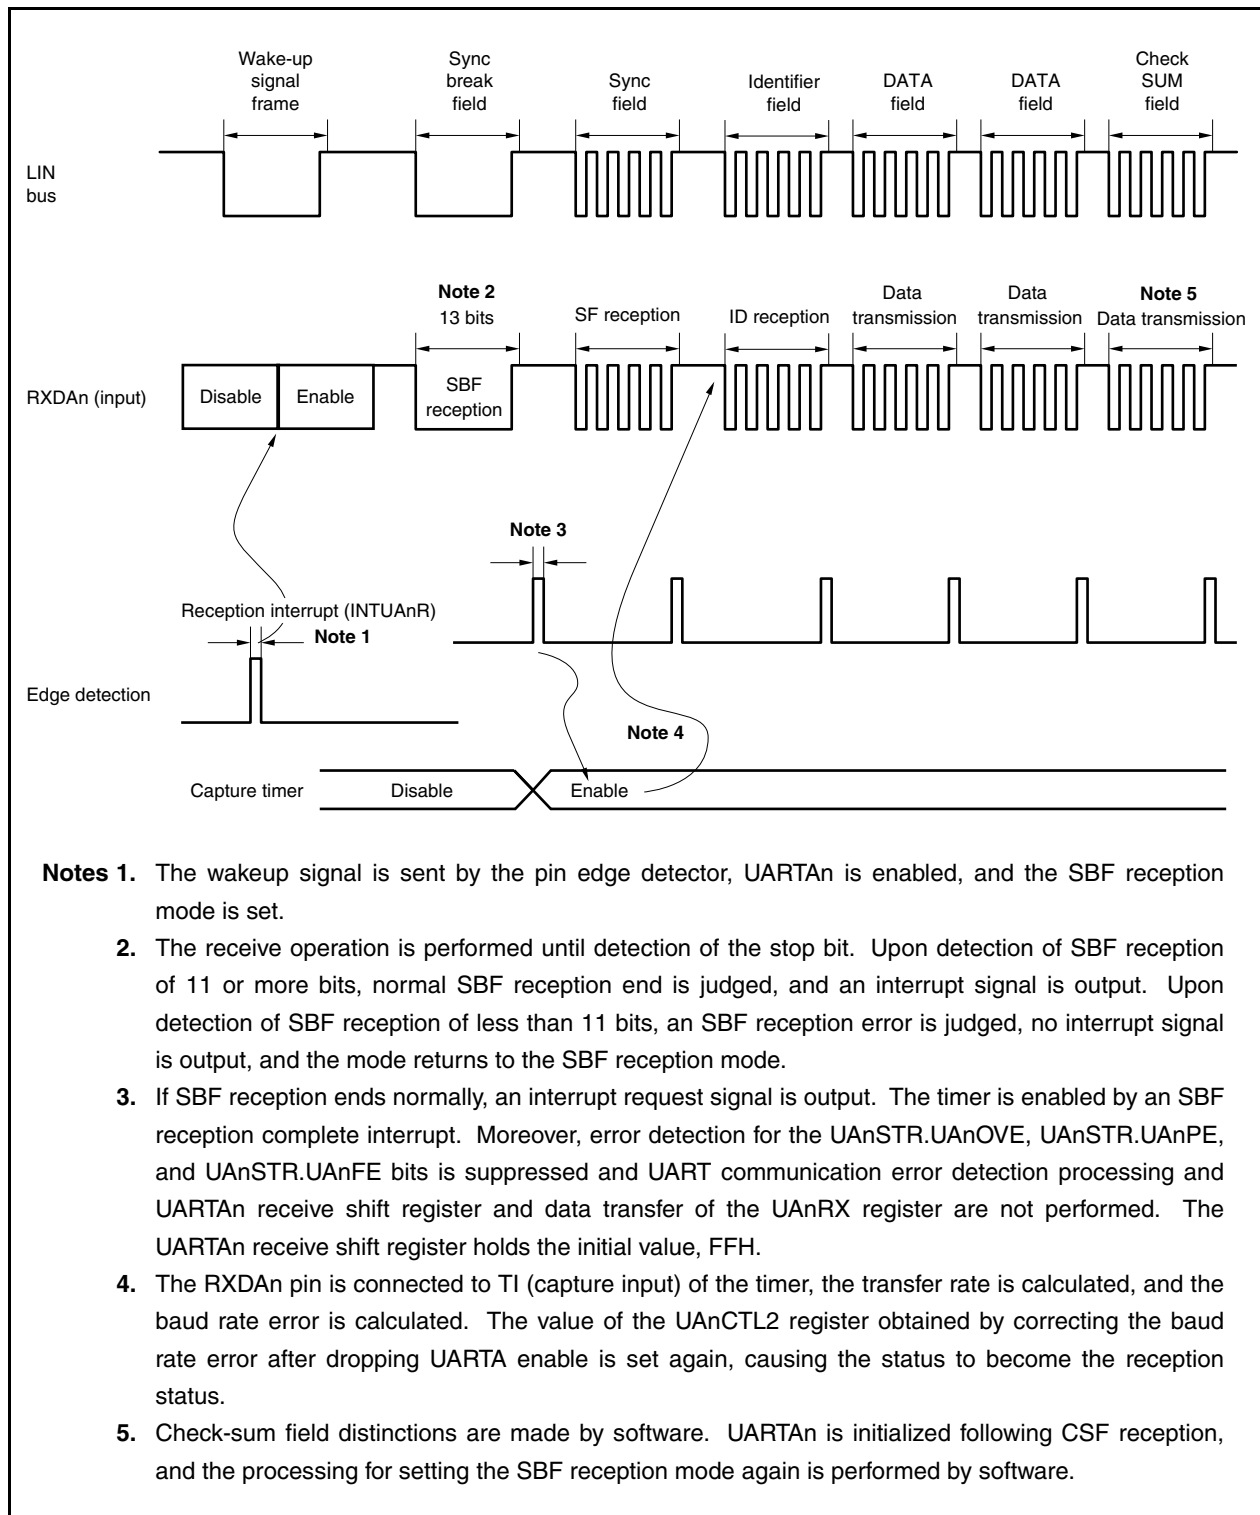 Wake-up
signal
frame
Sync
break
field
Sync
field
Identifier
field
DATA
field
DATA
field
Check
SUM
field
LIN
bus
Note 2
13 bits
SF reception
ID reception
Data
transmission
Data
transmission
Note 5
Data transmission
RXDAn (input)
Disable
Enable
SBF
reception
Note 3
Reception interrupt (INTUAnR)
Note 1
Edge detection
Note 4
Capture timer
Disable
Enable
Notes 1. The wakeup signal is sent by the pin edge detector, UARTAn is enabled, and the SBF reception
mode is set.
2. The receive operation is performed until detection of the stop bit. Upon detection of SBF reception
of 11 or more bits, normal SBF reception end is judged, and an interrupt signal is output. Upon
detection of SBF reception of less than 11 bits, an SBF reception error is judged, no interrupt signal
is output, and the mode returns to the SBF reception mode.
3. If SBF reception ends normally, an interrupt request signal is output. The timer is enabled by an SBF
reception complete interrupt. Moreover, error detection for the UAnSTR.UAnOVE, UAnSTR.UAnPE,
and UAnSTR.UAnFE bits is suppressed and UART communication error detection processing and
UARTAn receive shift register and data transfer of the UAnRX register are not performed. The
UARTAn receive shift register holds the initial value, FFH.
4. The RXDAn pin is connected to TI (capture input) of the timer, the transfer rate is calculated, and the
baud rate error is calculated. The value of the UAnCTL2 register obtained by correcting the baud
rate error after dropping UARTA enable is set again, causing the status to become the reception
status.
5. Check-sum field distinctions are made by software. UARTAn is initialized following CSF reception,
and the processing for setting the SBF reception mode again is performed by software.